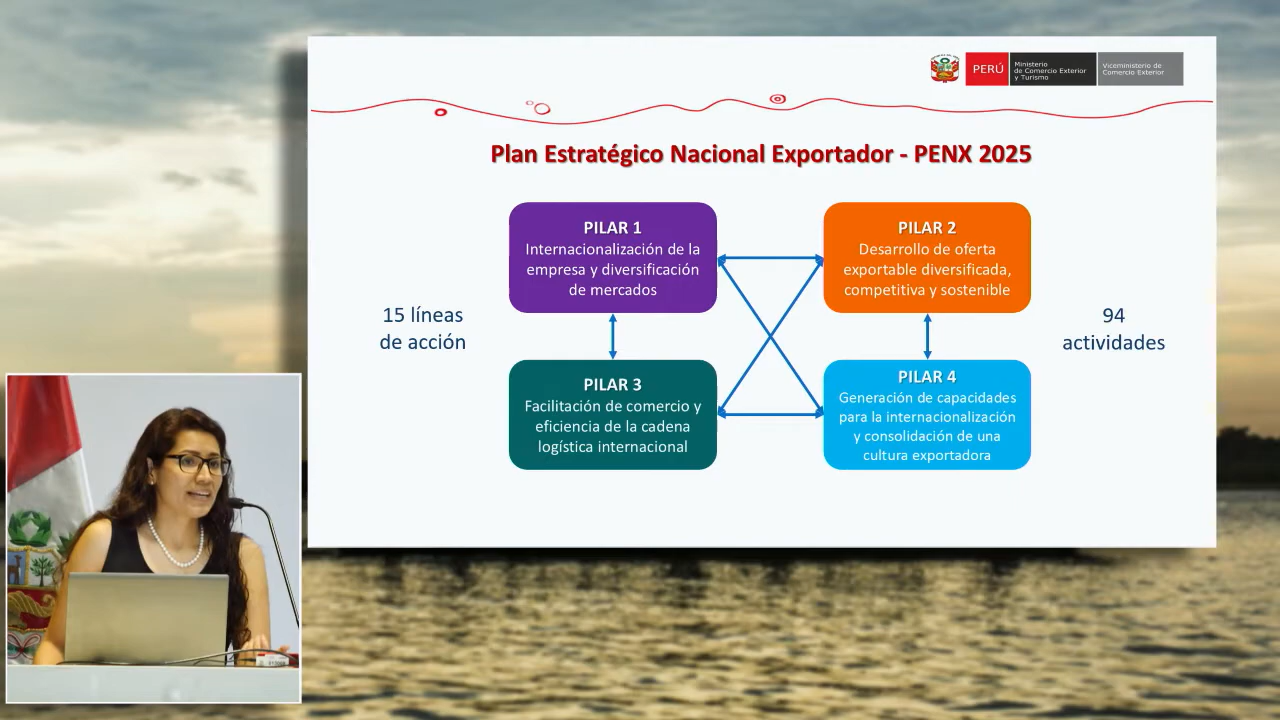 PERÚ
Ministerio
de Comercio Exterior
y Turismo
Viceministerio de
Comercio Exterior
Plan Estratégico Nacional Exportador - PENX 2025
PILAR 1
Internacionalización de la
empresa y diversificación
de mercados
PILAR 2
Desarrollo de oferta
exportable diversificada,
competitiva y sostenible
15 líneas
de acción
94
actividades
PILAR 3
Facilitación de comercio y
eficiencia de la cadena
logística internacional
PILAR 4
Generación de capacidades
para la internacionalización
y consolidación de una
cultura exportadora